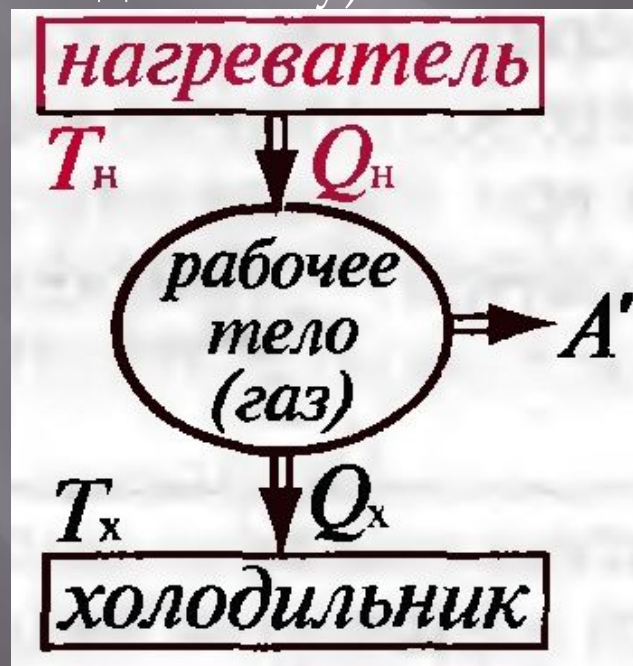 нагреватель
Tн Qн
рабочее
тело
(газ)
A'
Tх Qх
холодильник